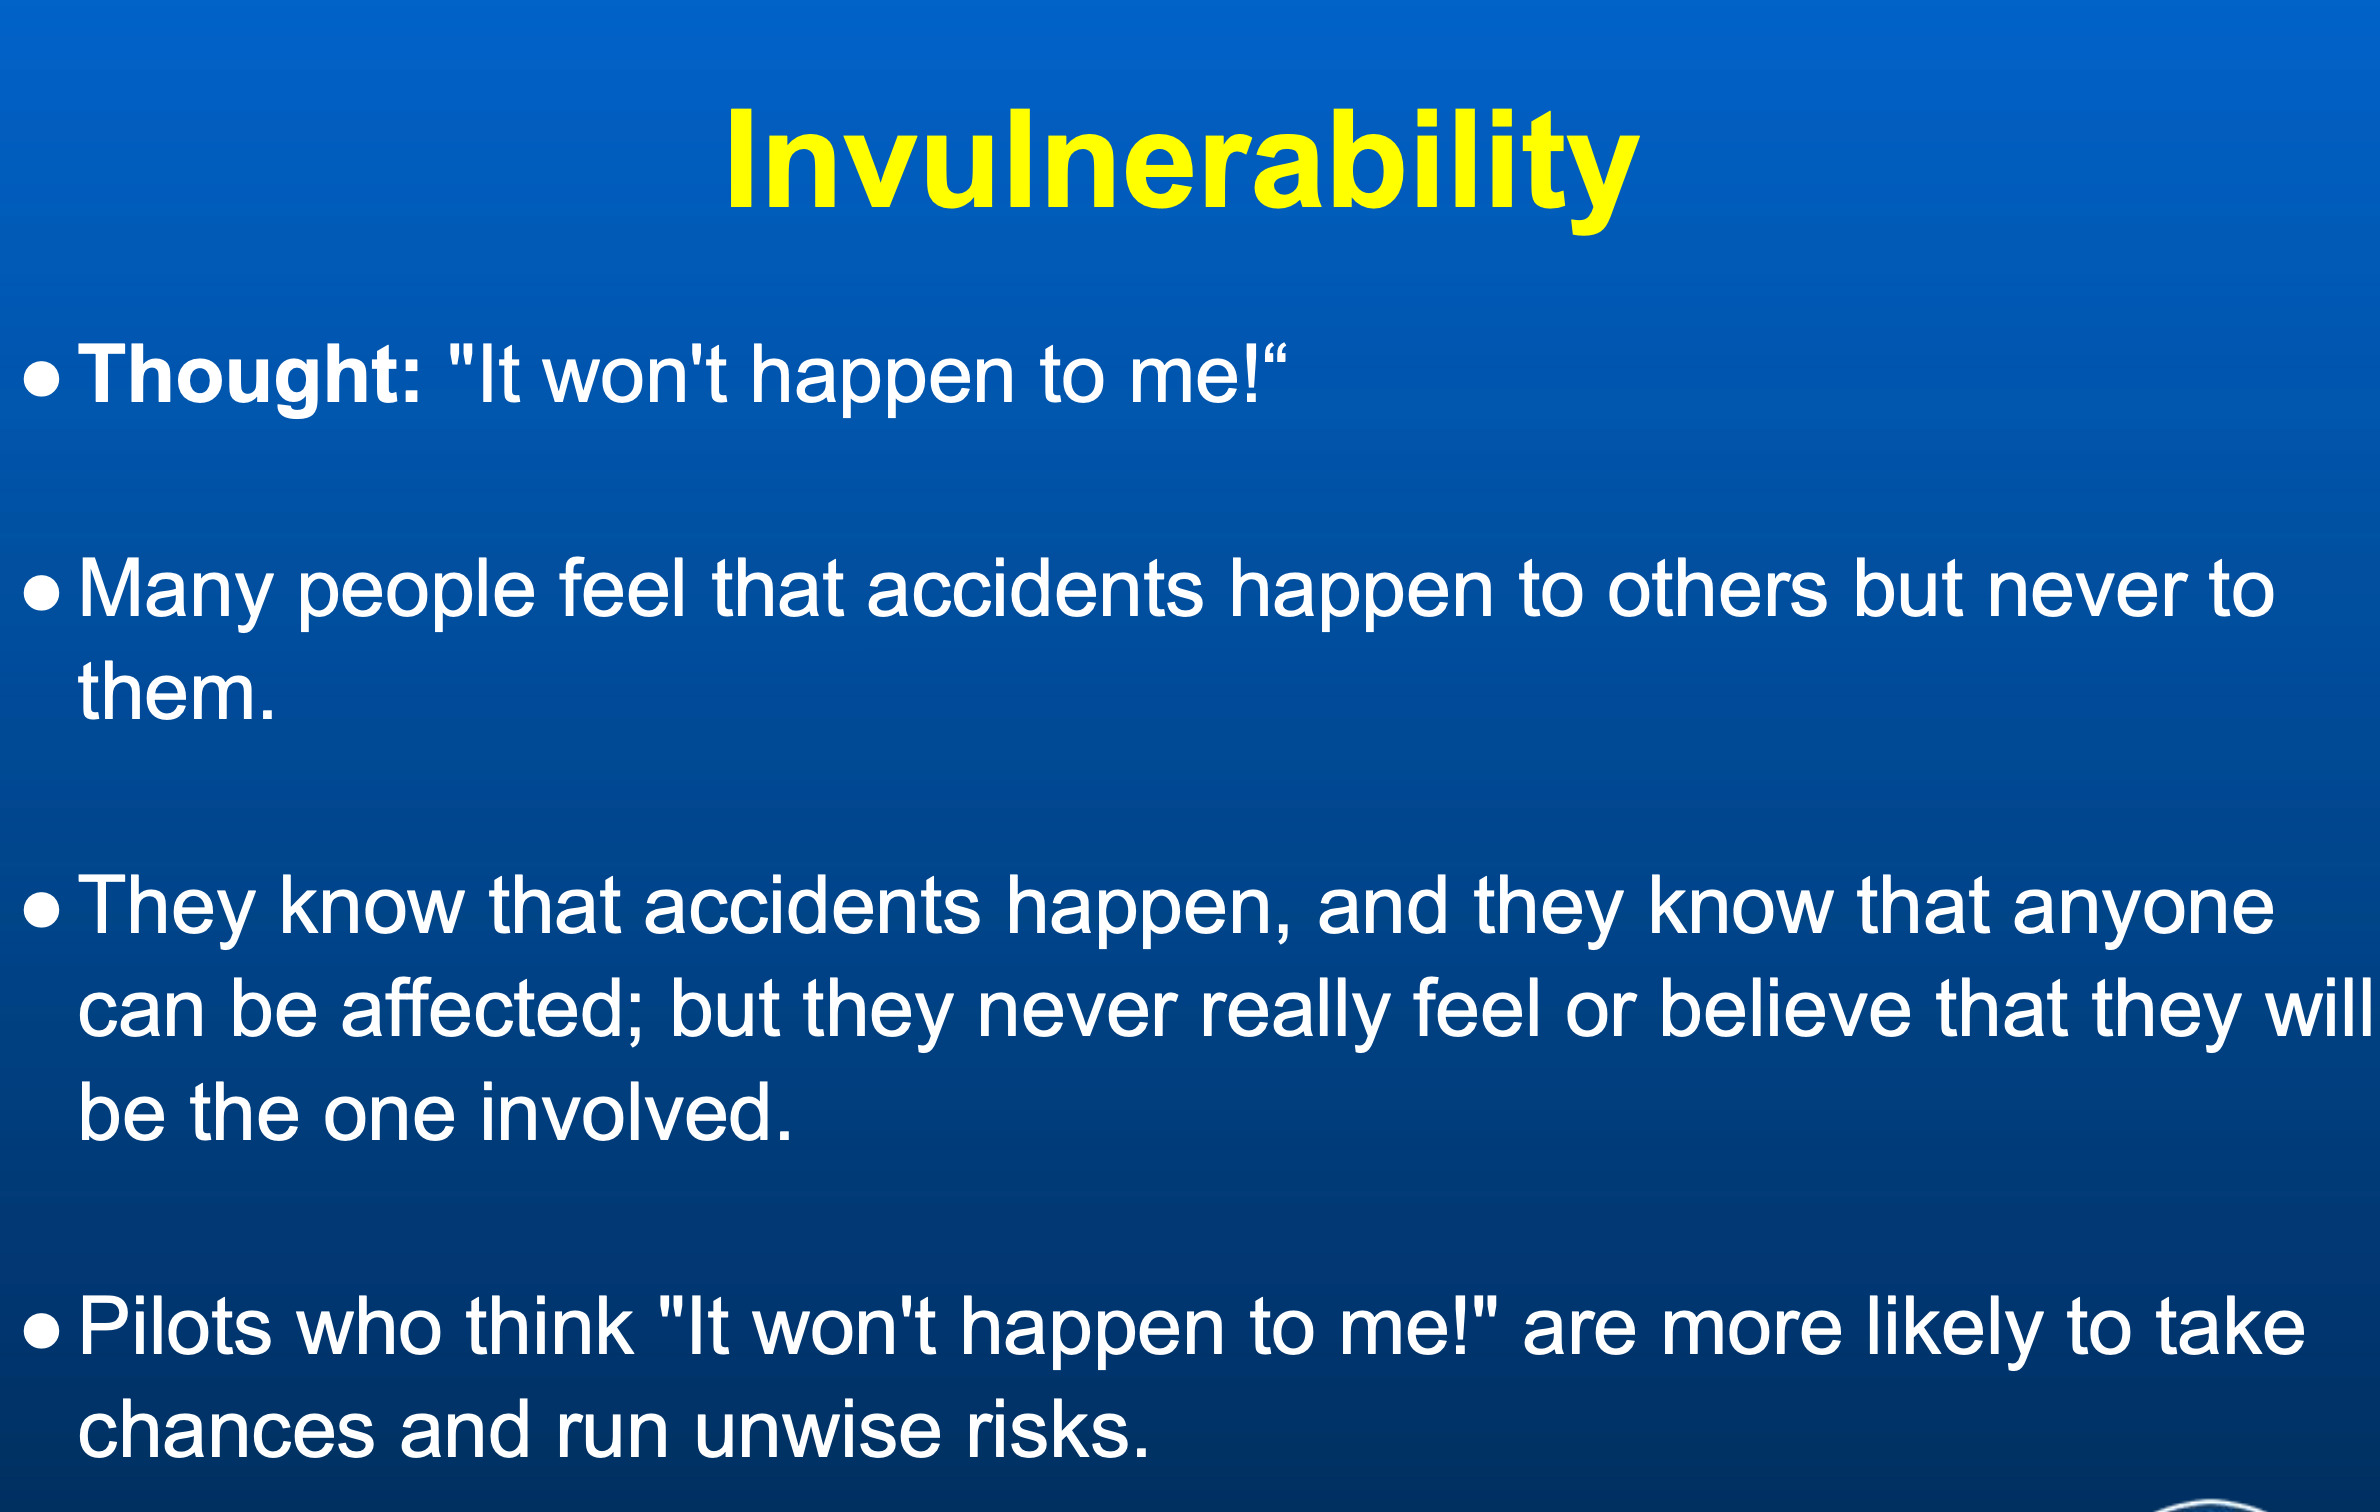 Invulnerability
● Thought: "It won't happen to me!“
● Many people feel that accidents happen to others but never to
them.
● They know that accidents happen, and they know that anyone
can be affected; but they never really feel or believe that they will
be the one involved.
● Pilots who think "It won't happen to me!" are more likely to take
chances and run unwise risks.